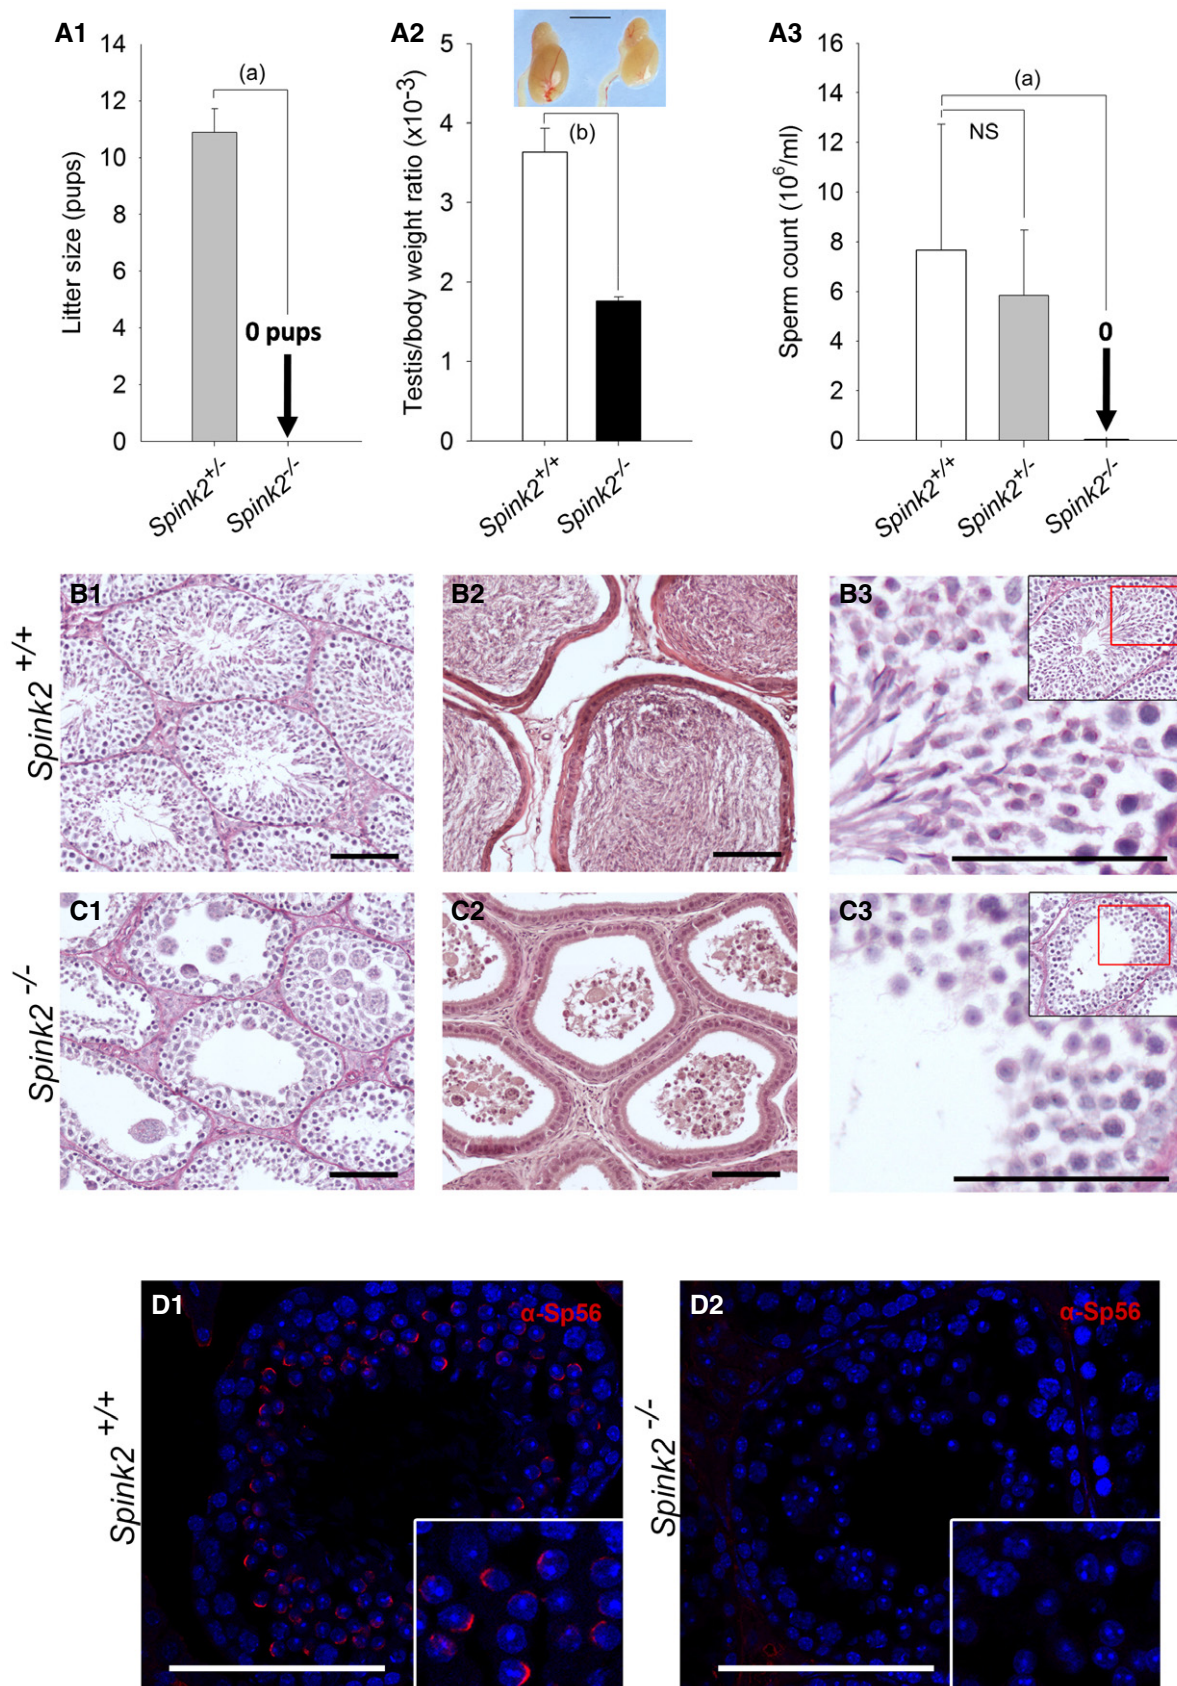 A1
14
12
10
8
6
4
2
0
Litter size (pups)
(a)
0 pups
Spink2+/-
Spink2-/-
A2
5
4
3
2
1
0
Testis/body weight ratio (x10-3)
(b)
Spink2+/+
Spink2-/-
A3
16
14
12
10
8
6
4
2
0
Sperm count (10^6/ml)
(a)
NS
0
Spink2+/+
Spink2+/-
Spink2-/-
Spink2 +/+
B1
B2
B3
Spink2 -/-
C1
C2
C3
Spink2 +/+
D1
α-Sp56
Spink2 -/-
D2
α-Sp56